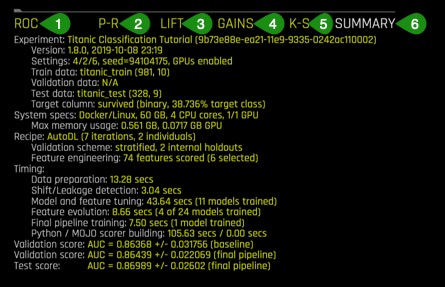 ROC 1 P-R 2 LIFT 3 GAINS 4 K-S 5 SUMMARY 6
Experiment: Titanic Classification Tutorial (9b73e88e-ea21-11e9-9335-0242ac110002)
Version: 1.8.0, 2019-10-08 23:19
Settings: 4/2/6, seed=94104175, GPUs enabled
Train data: titanic_train (981, 10)
Validation data: N/A
Test data: titanic_test (328, 9)
Target column: survived (binary, 38.736% target class)
System specs: Docker/Linux, 60 GB, 4 CPU cores, 1/1 GPU
Max memory usage: 0.561 GB, 0.0717 GB GPU
Recipe: AutoDL (7 iterations, 2 individuals)
Validation scheme: stratified, 2 internal holdouts
Feature engineering: 74 features scored (6 selected)
Timing:
Data preparation: 13.28 secs
Shift/Leakage detection: 3.04 secs
Model and feature tuning: 43.64 secs (11 models trained)
Feature evolution: 8.66 secs (4 of 24 models trained)
Final pipeline training: 7.50 secs (1 model trained)
Python / MOJO scorer building: 105.63 secs / 0.00 secs
Validation score: AUC = 0.86368 +/- 0.031756 (baseline)
Validation score: AUC = 0.86439 +/- 0.022069 (final pipeline)
Test score: AUC = 0.86989 +/- 0.02602 (final pipeline)